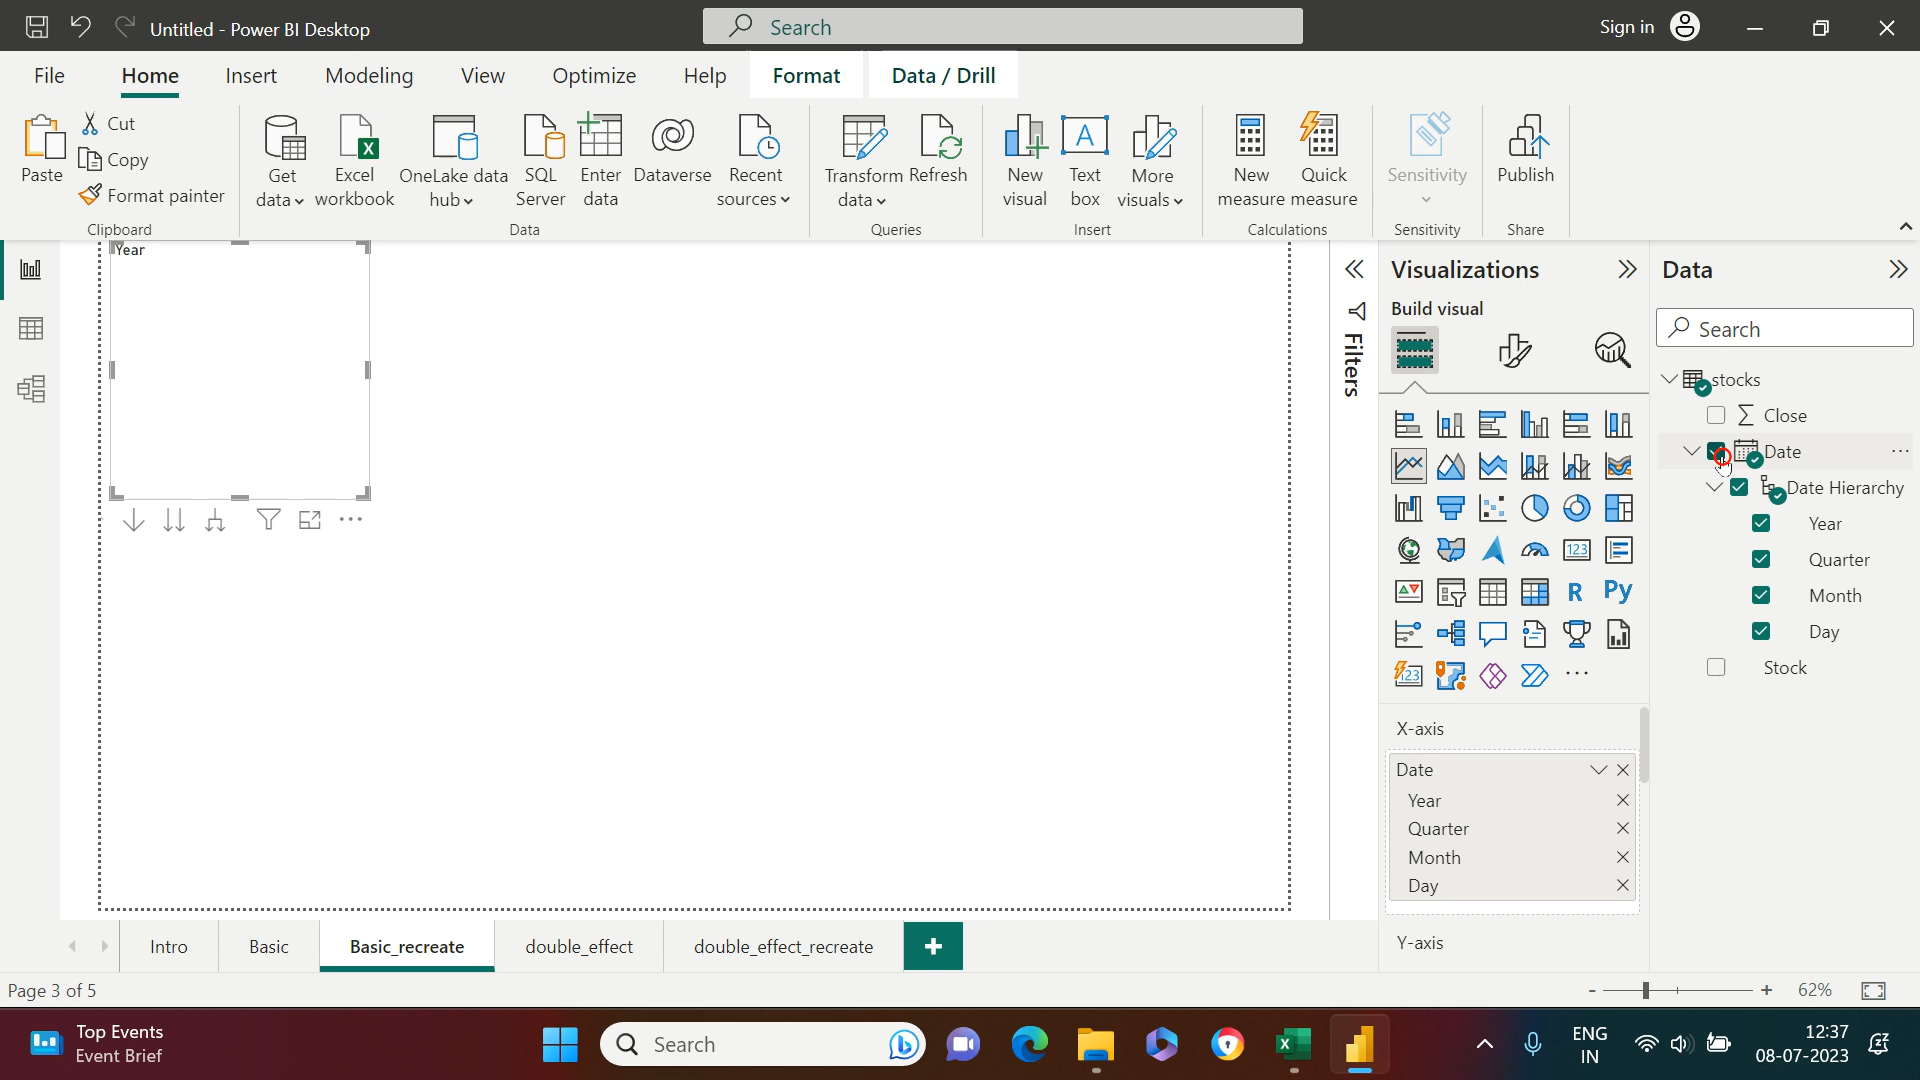 Untitled - Power BI Desktop
Search
Sign in
File
Home
Insert
Modeling
View
Optimize
Help
Format
Data / Drill
Paste
Cut
Copy
Format painter
Clipboard
Get data
Excel workbook
OneLake data hub
SQL Server
Enter data
Dataverse
Recent sources
Data
Transform data
Refresh
Queries
New visual
Text box
More visuals
Insert
New measure
Quick measure
Calculations
Sensitivity
Sensitivity
Publish
Share
Year
Filters
Visualizations
Build visual
123
R
Py
123
X-axis
Date
Year
Quarter
Month
Day
Y-axis
Data
Search
stocks
Close
Date
Date Hierarchy
Year
Quarter
Month
Day
Stock
Intro
Basic
Basic_recreate
double_effect
double_effect_recreate
Page 3 of 5
62%
Top Events
Event Brief
Search
ENG
IN
12:37
08-07-2023